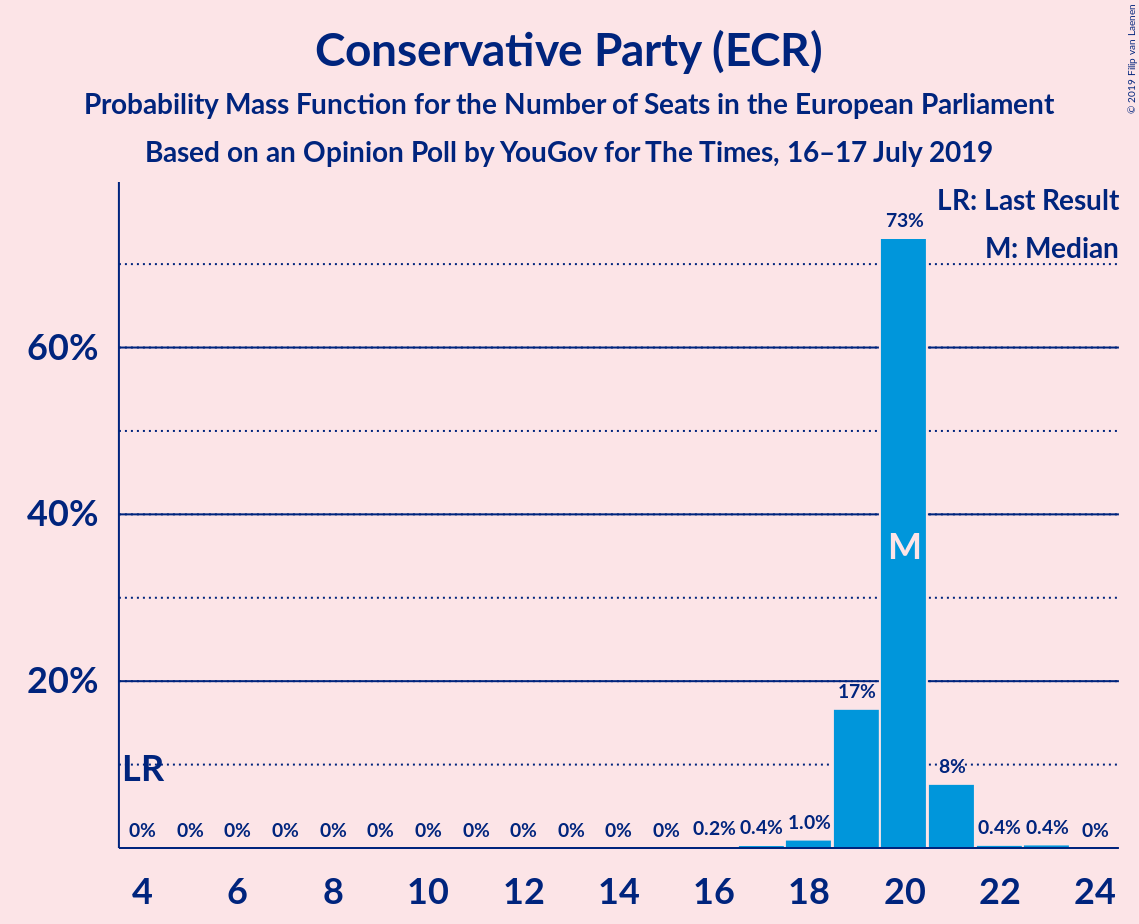 Conservative Party (ECR)
Probability Mass Function for the Number of Seats in the European Parliament
Based on an Opinion Poll by YouGov for The Times, 16–17 July 2019
© 2019 Filip van Laenen
LR: Last Result
M: Median
73%
60%
40%
M
20%
17%
LR
8%
0% 0% 0% 0% 0% 0% 0% 0% 0% 0% 0% 0% 0.2% 0.4% 1.0% 0.4% 0.4% 0%
4 6 8 10 12 14 16 18 20 22 24